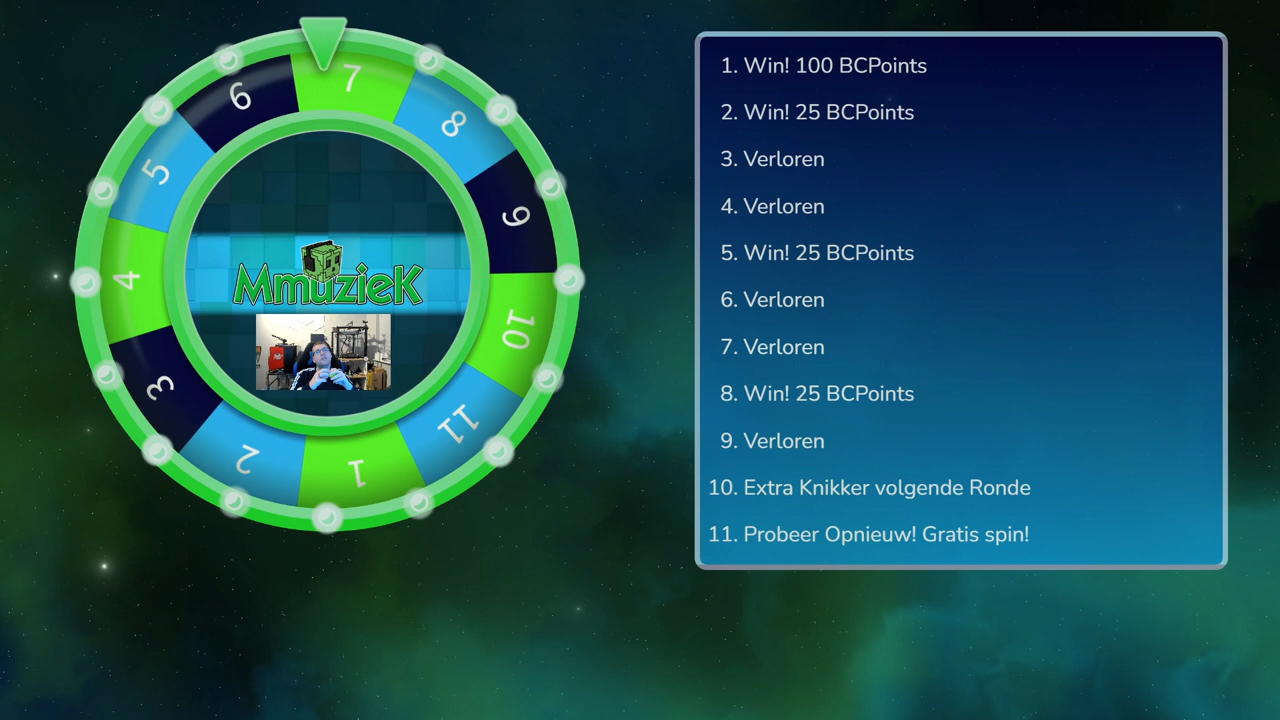 7
8
9
10
11
1
2
3
4
5
6
MmuzieK
1. Win! 100 BCPoints
2. Win! 25 BCPoints
3. Verloren
4. Verloren
5. Win! 25 BCPoints
6. Verloren
7. Verloren
8. Win! 25 BCPoints
9. Verloren
10. Extra Knikker volgende Ronde
11. Probeer Opnieuw! Gratis spin!